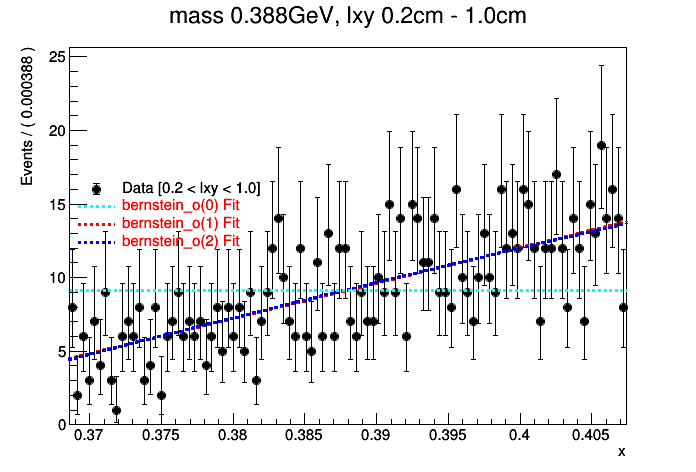 mass 0.388GeV, lxy 0.2cm - 1.0cm
Events / ( 0.000388 )
25
20
15
10
5
0
Data [0.2 < lxy < 1.0]
bernstein_o(0) Fit
bernstein_o(1) Fit
bernstein_o(2) Fit
0.37 0.375 0.38 0.385 0.39 0.395 0.4 0.405
x